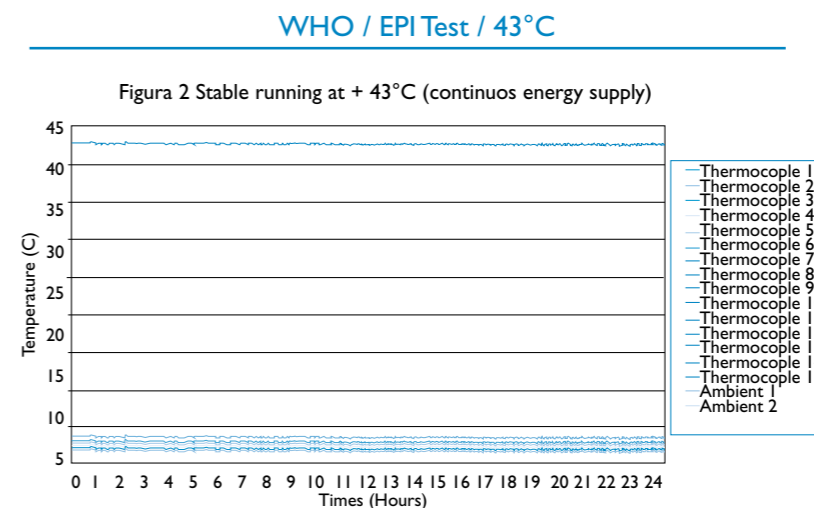 WHO / EPI Test / 43°C
Figura 2 Stable running at + 43°C (continuos energy supply)
45
40
35
30
25
20
15
10
5
Temperature (C)
0 1 2 3 4 5 6 7 8 9 10 11 12 13 14 15 16 17 18 19 20 21 22 23 24
Times (Hours)
Thermocople 1
Thermocople 2
Thermocople 3
Thermocople 4
Thermocople 5
Thermocople 6
Thermocople 7
Thermocople 8
Thermocople 9
Thermocople 1
Thermocople 1
Thermocople 1
Thermocople 1
Thermocople 1
Thermocople 1
Ambient 1
Ambient 2